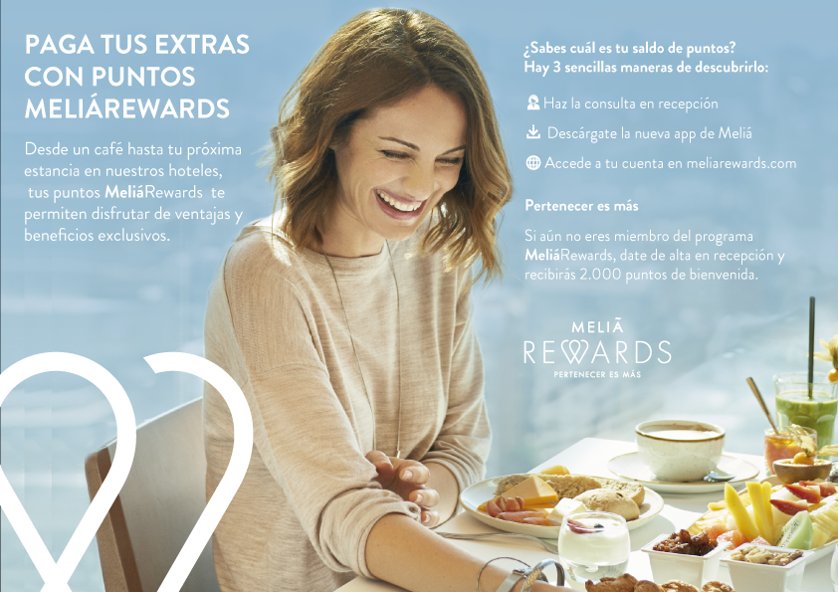 PAGA TUS EXTRAS
CON PUNTOS
MELIÁREWARDS
Desde un café hasta tu próxima
estancia en nuestros hoteles,
tus puntos MeliáRewards te
permiten disfrutar de ventajas y
beneficios exclusivos.
¿Sabes cuál es tu saldo de puntos?
Hay 3 sencillas maneras de descubrirlo:
Haz la consulta en recepción
Descárgate la nueva app de Meliá
Accede a tu cuenta en meliarewards.com
Pertenecer es más
Si aún no eres miembro del programa
MeliáRewards, date de alta en recepción y
recibirás 2.000 puntos de bienvenida.
MELIÃ
REWARDS
PERTENECER ES MÁS